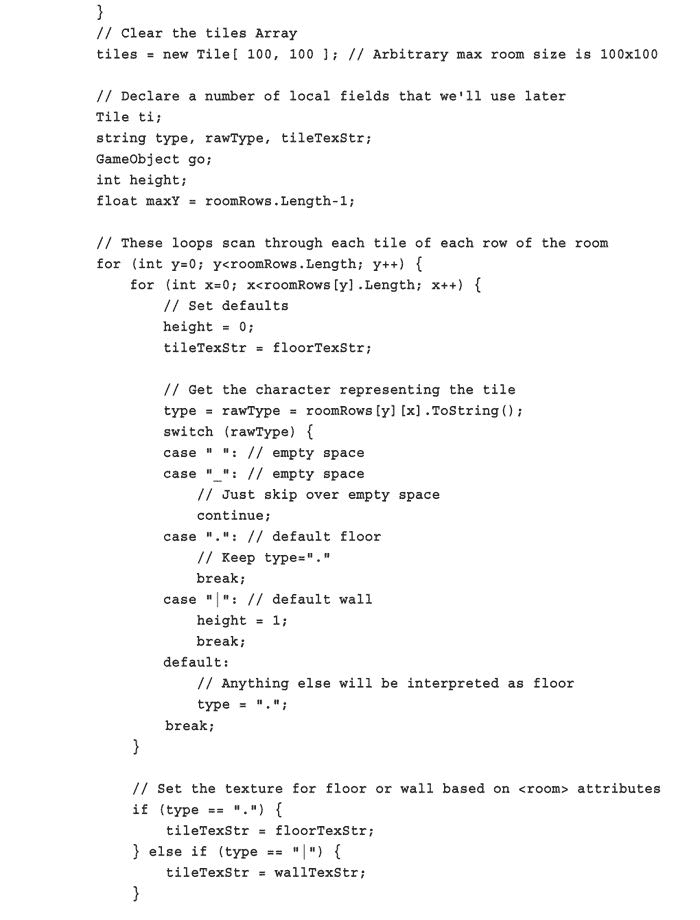 }
// Clear the tiles Array
tiles = new Tile[ 100, 100 ]; // Arbitrary max room size is 100x100
// Declare a number of local fields that we'll use later
Tile ti;
string type, rawType, tileTexStr;
GameObject go;
int height;
float maxY = roomRows.Length-1;
// These loops scan through each tile of each row of the room
for (int y=0; y<roomRows.Length; y++) {
for (int x=0; x<roomRows[y].Length; x++) {
// Set defaults
height = 0;
tileTexStr = floorTexStr;
// Get the character representing the tile
type = rawType = roomRows[y][x].ToString();
switch (rawType) {
case " ": // empty space
case "_": // empty space
// Just skip over empty space
continue;
case ".": // default floor
// Keep type="."
break;
case "|": // default wall
height = 1;
break;
default:
// Anything else will be interpreted as floor
type = ".";
break;
}
// Set the texture for floor or wall based on <room> attributes
if (type == ".") {
tileTexStr = floorTexStr;
} else if (type == "|") {
tileTexStr = wallTexStr;
}